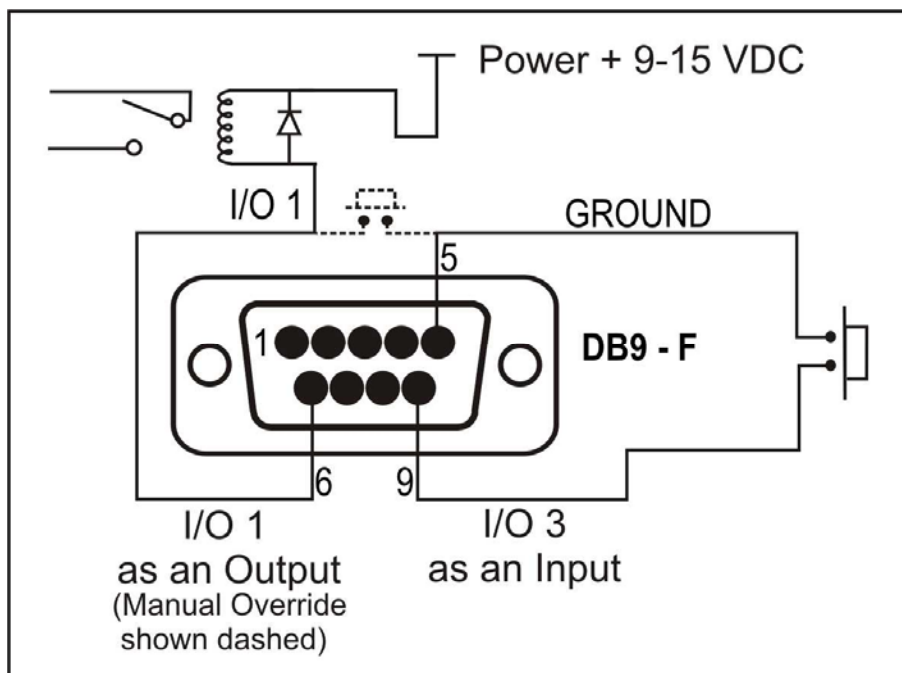 Power + 9-15 VDC
I/O 1
GROUND
5
1
DB9 - F
6
9
I/O 1
as an Output
(Manual Override
shown dashed)
I/O 3
as an Input